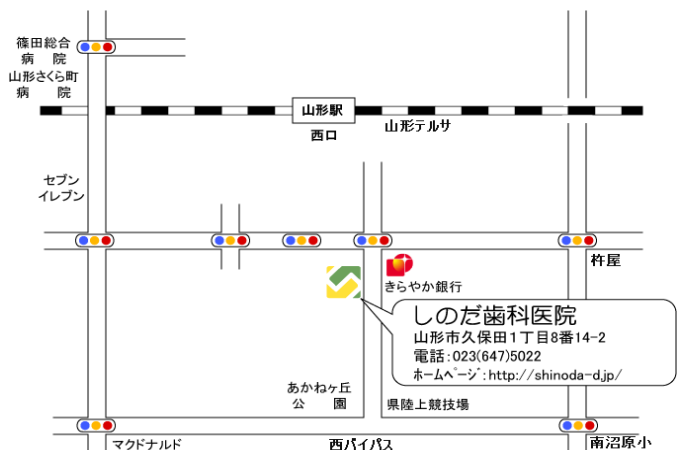 篠田総合
病　院
山形さくら町
病　院
山形駅
西口
山形テルサ
セブン
イレブン
杵屋
きらやか銀行
しのだ歯科医院
山形市久保田1丁目8番14-2
電話:023(647)5022
ホームページ:http://shinoda-d.jp/
あかねヶ丘
公　園
県陸上競技場
マクドナルド
西バイパス
南沼原小